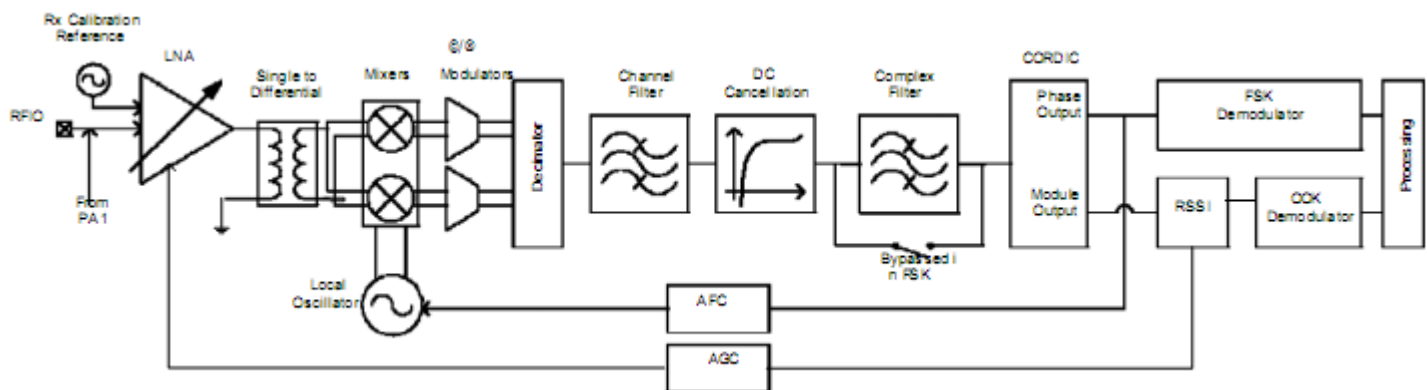 Rx Calibration
Reference
LNA
RFIO
From
PA1
Single to
Differential
Mixers
Modulators
Decimator
Channel
Filter
DC
Cancellation
Complex
Filter
Bypassed i
n FSK
CORDIC
Phase
Output
Module
Output
FSK
Demodulator
RSSI
OOK
Demodulator
Processing
Local
Oscillator
AFC
AGC